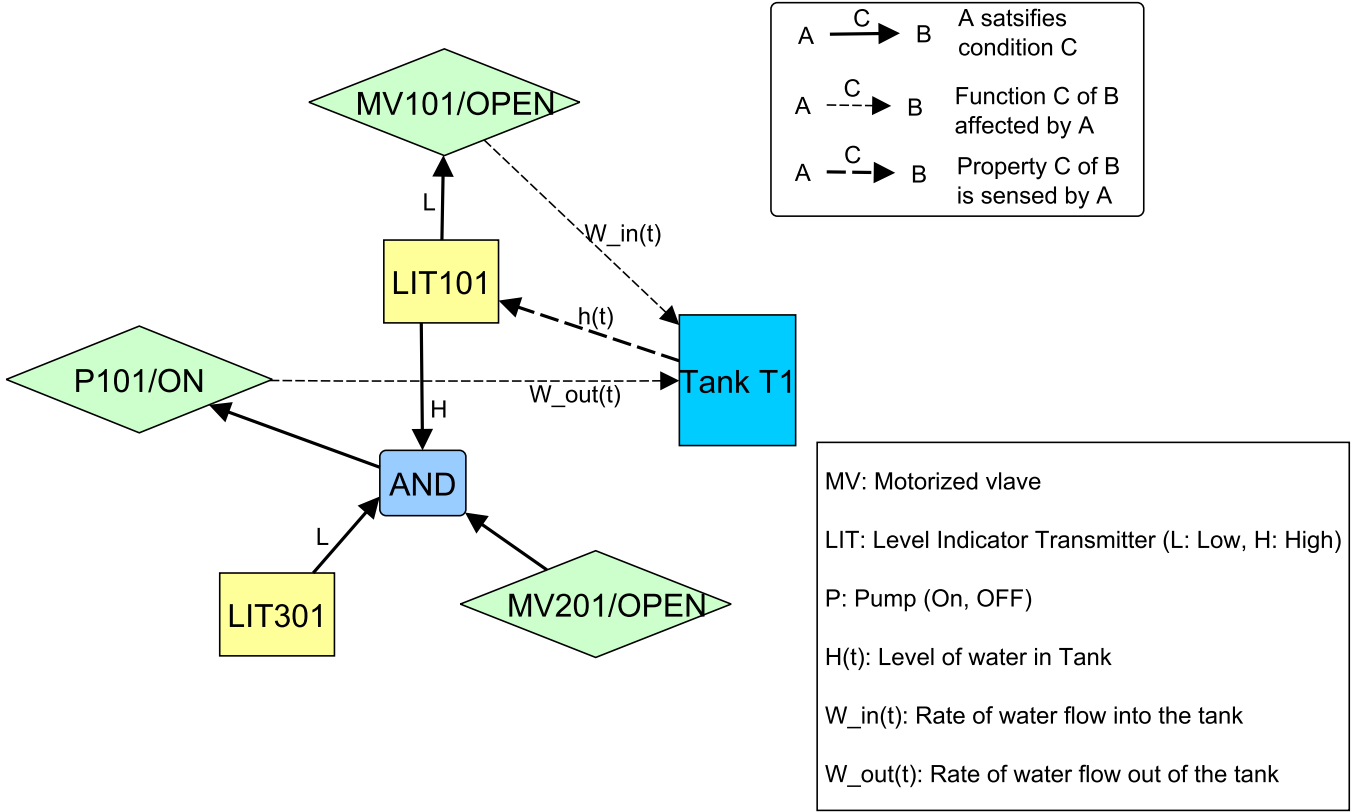 MV101/OPEN
L
W_in(t)
LIT101
h(t)
P101/ON
W_out(t)
Tank T1
H
AND
L
LIT301
MV201/OPEN
A C B A satsifies
condition C
A C B Function C of B
affected by A
A C B Property C of B
is sensed by A
MV: Motorized vlave
LIT: Level Indicator Transmitter (L: Low, H: High)
P: Pump (On, OFF)
H(t): Level of water in Tank
W_in(t): Rate of water flow into the tank
W_out(t): Rate of water flow out of the tank